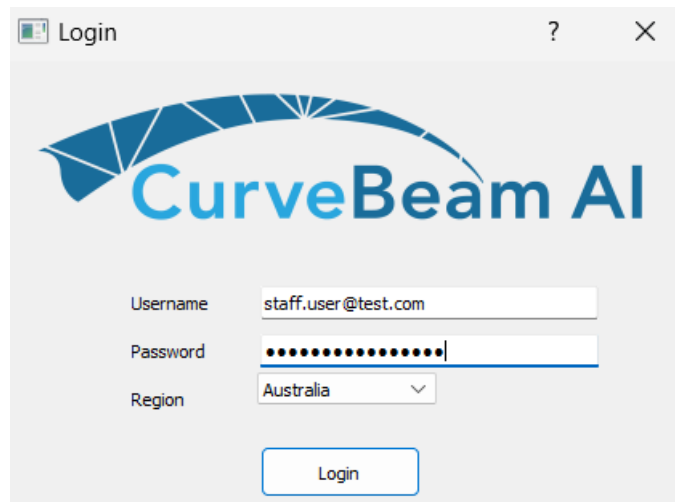 Login ?
CurveBeam AI
Username staff.user@test.com
Password ●●●●●●●●●●●●●●●●
Region Australia
Login